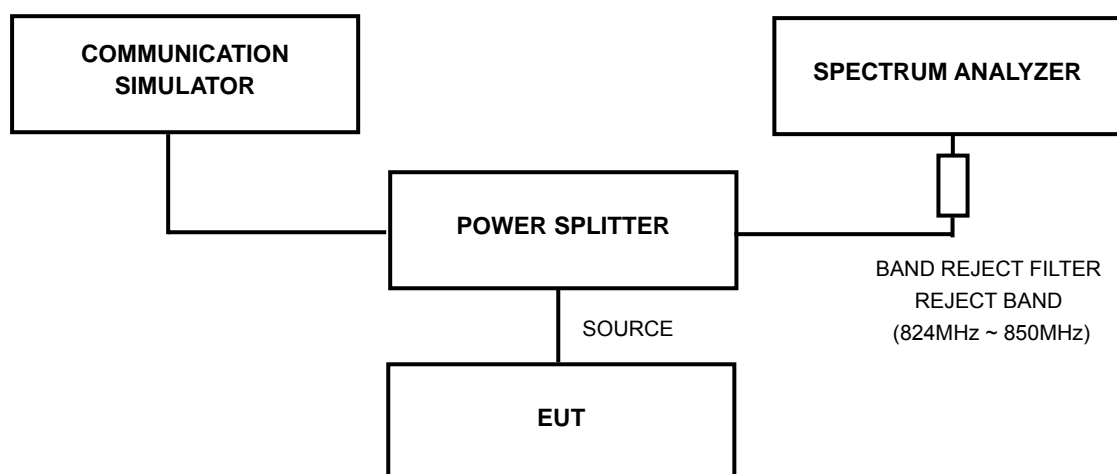 COMMUNICATION
SIMULATOR
SPECTRUM ANALYZER
POWER SPLITTER
BAND REJECT FILTER
REJECT BAND
(824MHz ~ 850MHz)
SOURCE
EUT